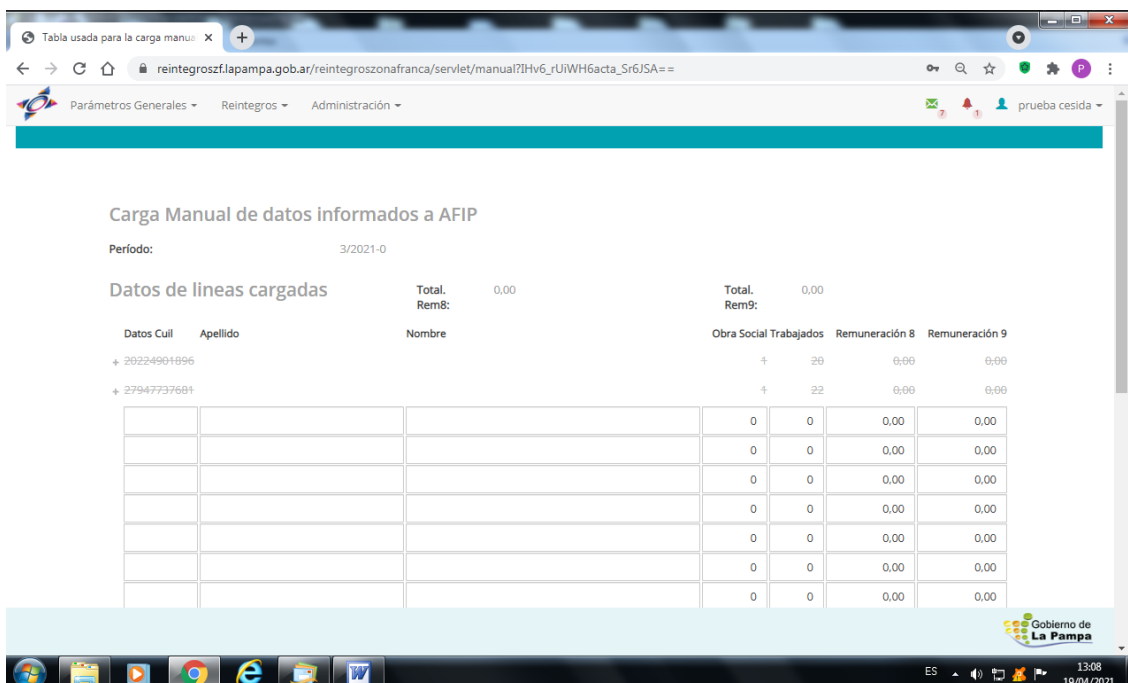 Tabla usada para la carga manua
reintegroszf.lapampa.gob.ar/reintegroszonafranca/servlet/manual?IHv6_rUiWH6acta_Sr6JSA==
P
Parámetros Generales Reintegros Administración 7 1 prueba cesida
Carga Manual de datos informados a AFIP
Período: 3/2021-0
Datos de lineas cargadas Total. Rem8: 0,00 Total. Rem9: 0,00
Datos Cuil Apellido Nombre Obra Social Trabajados Remuneración 8 Remuneración 9
+ 20224901896 1 20 0,00 0,00
+ 27947737681 1 22 0,00 0,00
0 0 0,00 0,00
0 0 0,00 0,00
0 0 0,00 0,00
0 0 0,00 0,00
0 0 0,00 0,00
0 0 0,00 0,00
0 0 0,00 0,00
Gobierno de
La Pampa
ES 13:08
19/04/2021